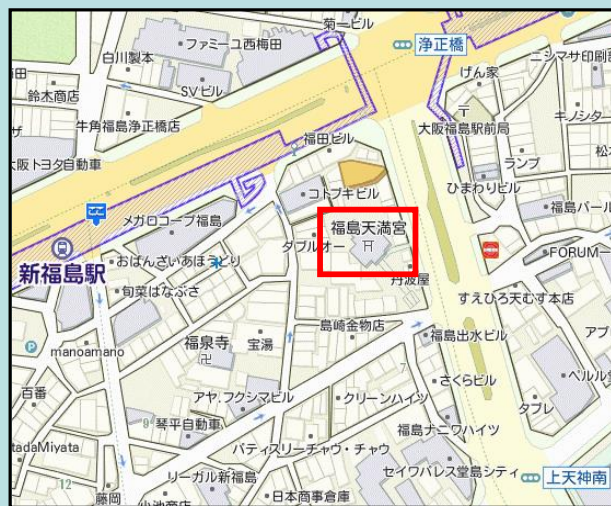 菊一ビル
ファミーユ西梅田
浄正橋
白川製本
SVビル
ニシマサ印刷
げん家
鈴木商店
牛角福島浄正橋店
大阪福島駅前局
キノシタ
福田ビル
大阪トヨタ自動車
ランプ
コトブキビル
ひまわりビル
メガロコープ福島
福島天満宮
福島パール
ダブルオー
新福島駅
おばんざいあほうどり
FORUM
丹波屋
旬菜はなぶさ
すえひろ天むす本店
島崎金物店
福泉寺
宝湯
福島出水ビル
manoamano
7
百番
さくらビル
アヤ.フクシマビル
クリーンハイツ
ベルル
タブレ
9
琴平自動車
福島ナニワハイツ
tadaMiyata
パティスリーチャウ・チャウ
セイワパレス堂島シティ
リーガル新福島
上天神南
12
藤岡
小池商店
日本商事倉庫